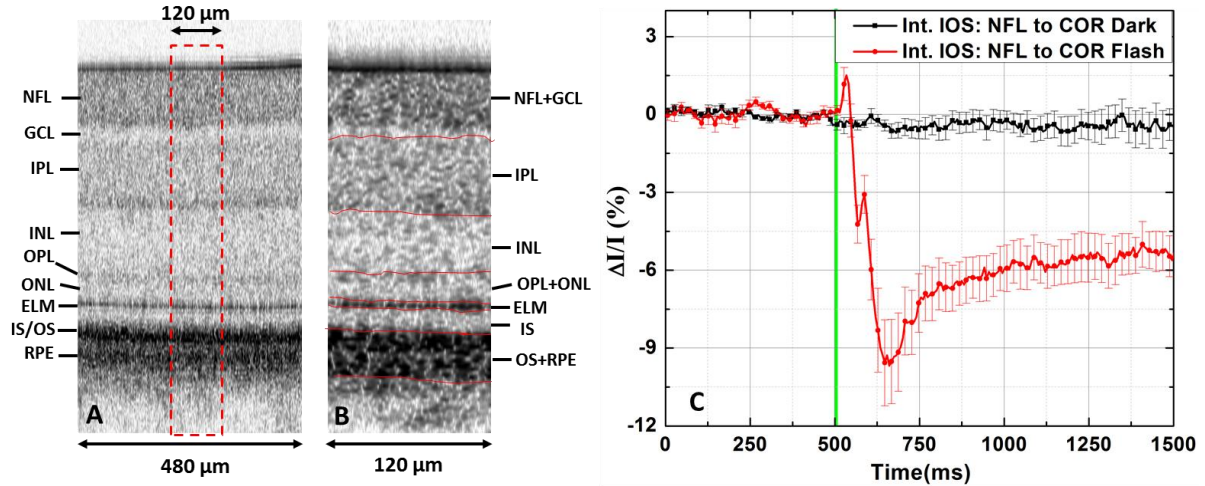 120 µm
NFL
GCL
IPL
INL
OPL
ONL
ELM
IS/OS
RPE
A
480 µm
NFL+GCL
IPL
INL
OPL+ONL
ELM
IS
OS+RPE
B
120 µm
Int. IOS: NFL to COR Dark
Int. IOS: NFL to COR Flash
3
0
-3
-6
-9
-12
ΔI/I (%)
C
0 250 500 750 1000 1250 1500
Time(ms)